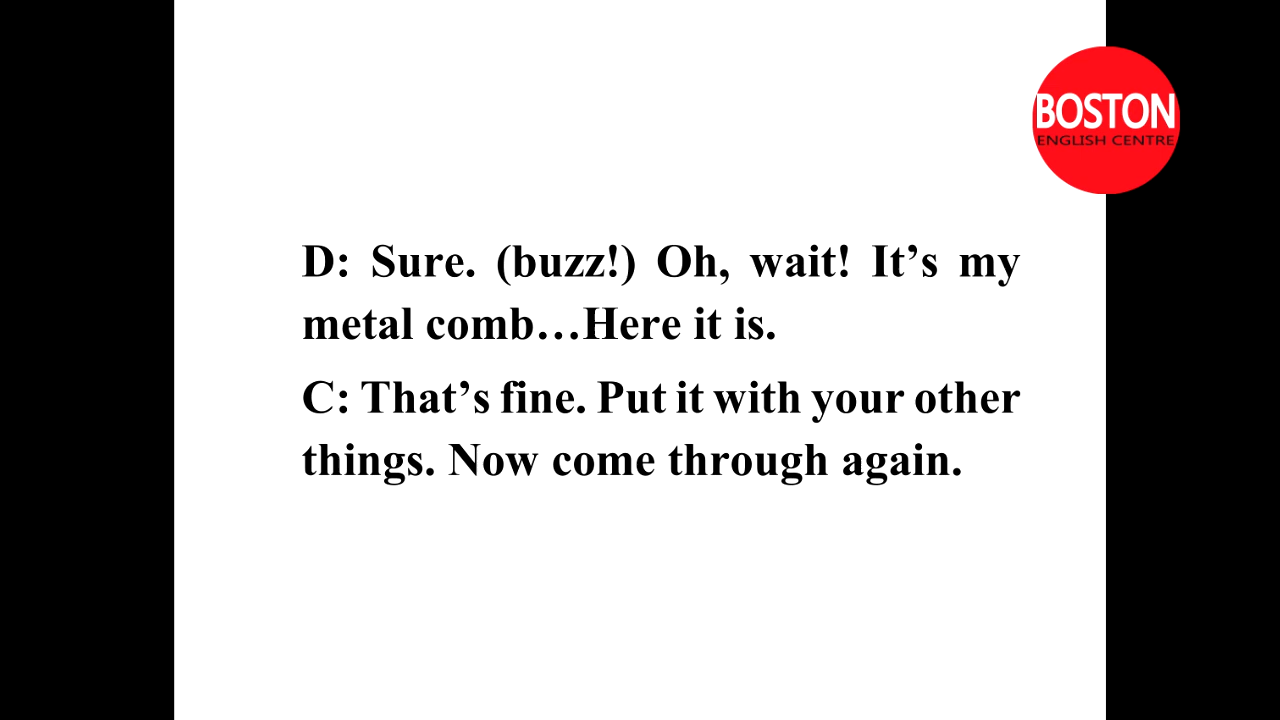 BOSTON
ENGLISH CENTRE
D: Sure. (buzz!) Oh, wait! It’s my
metal comb…Here it is.
C: That’s fine. Put it with your other
things. Now come through again.